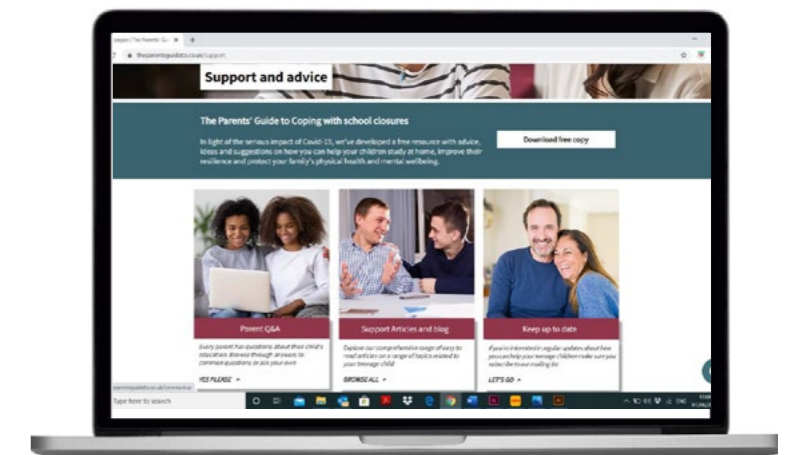 theparentsguideto.co.uk/support
Support and advice
The Parents' Guide to Coping with school closures
In light of the serious impact of Covid-19, we've developed a free resource with advice,
ideas and suggestions on how you can help your children study at home, improve their
resilience and protect your family's physical health and mental wellbeing.
Download free copy
Parent Q&A
Every parent has questions about their child's
education. Browse through answers to
common questions or ask your own
YES PLEASE
Support Articles and blog
Explore our comprehensive range of easy to
read articles on a range of topics related to
your teenage child
BROWSE ALL
Keep up to date
If you're interested in regular updates about how
you can help your teenage children make sure you
subscribe to our mailing list
LET'S GO
Type here to search
ENG